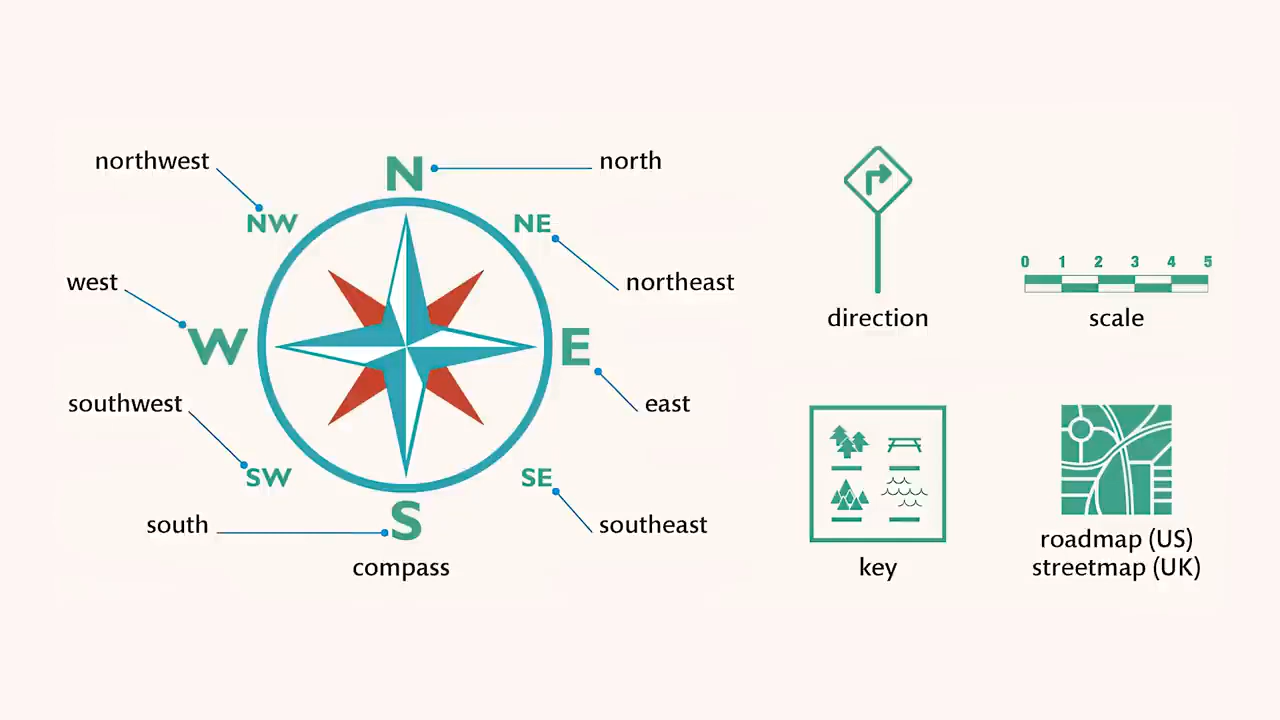 northwest
N
north
NW
NE
west
northeast
W
E
southwest
east
SW
SE
south
S
southeast
compass
direction
0 1 2 3 4 5
scale
key
roadmap (US)
streetmap (UK)